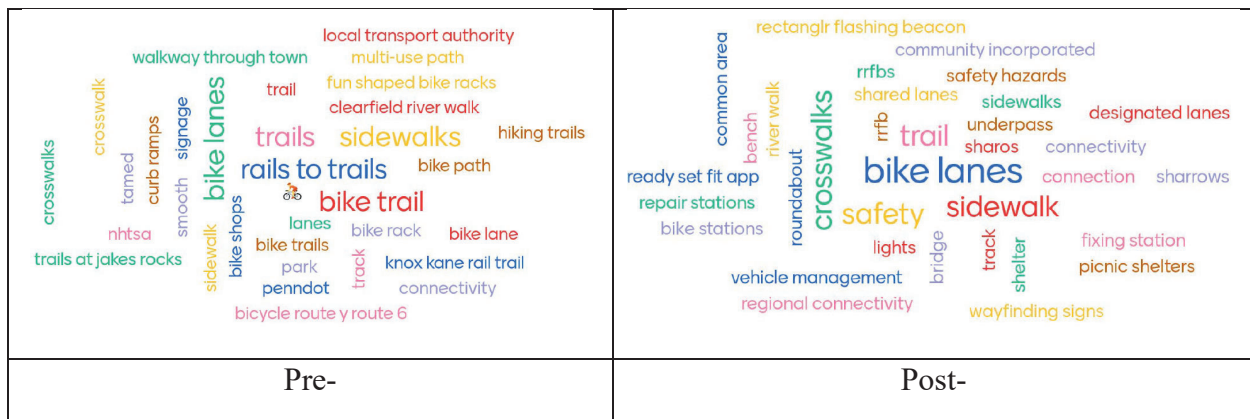 local transport authority
walkway through town
multi-use path
fun shaped bike racks
trail
clearfield river walk
crosswalk
signage
bike lanes
trails
sidewalks
hiking trails
curb ramps
tamed
rails to trails
bike path
crosswalks
smooth
bike trail
lanes
bike rack
bike lane
nhtsa
sidewalk
bike shops
bike trails
trails at jakes rocks
park
track
knox kane rail trail
penndot
connectivity
bicycle route y route 6
rectanglr flashing beacon
community incorporated
common area
rrfbs
safety hazards
shared lanes
sidewalks
designated lanes
bench
river walk
crosswalks
rrfb
trail
underpass
sharos
connectivity
bike lanes
ready set fit app
connection
sharrows
repair stations
roundabout
safety
sidewalk
bike stations
lights
bridge
track
shelter
fixing station
vehicle management
picnic shelters
regional connectivity
wayfinding signs
Pre-
Post-